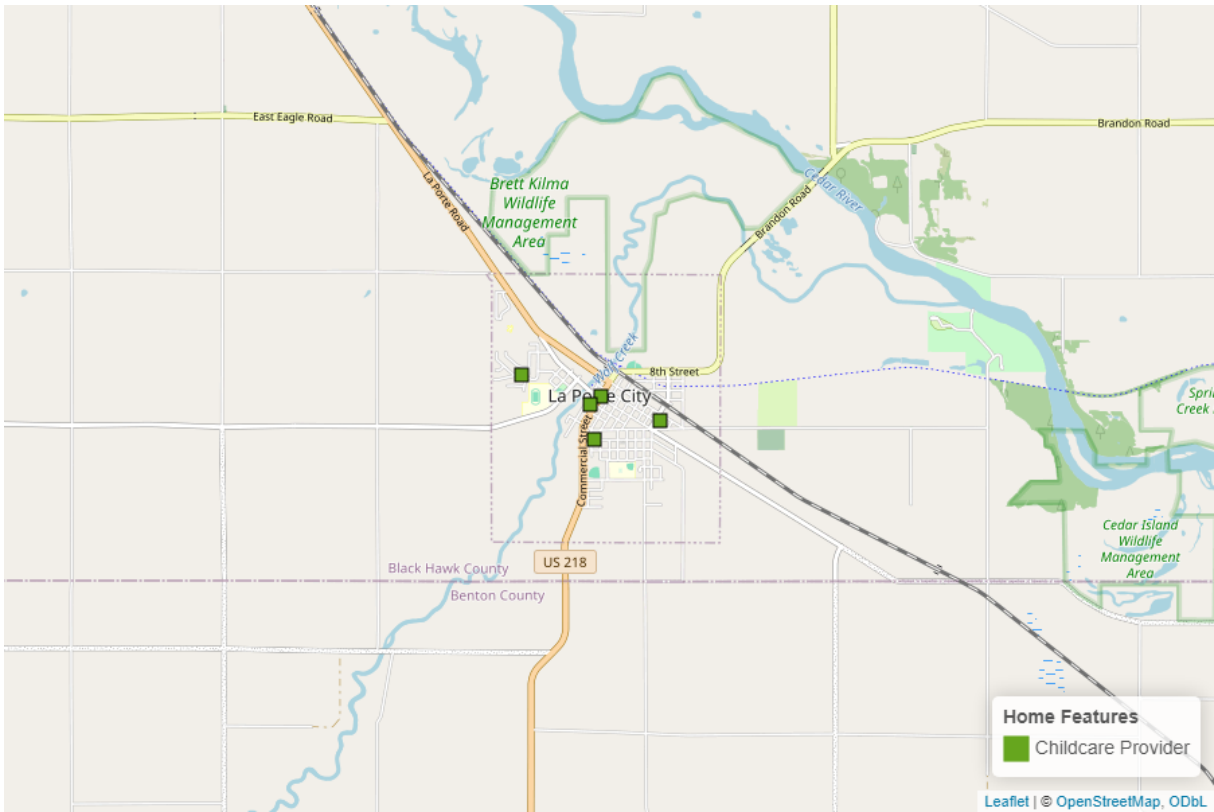 East Eagle Road
Brandon Road
La Porte Road
Brett Kilma
Wildlife
Management
Area
Cedar River
Brandon Road
Wolf Creek
8th Street
La Porte City
Commercial Street
Creek
Cedar Island
Wildlife
Management
Area
US 218
Black Hawk County
Benton County
Home Features
Childcare Provider
Leaflet | © OpenStreetMap, ODbL